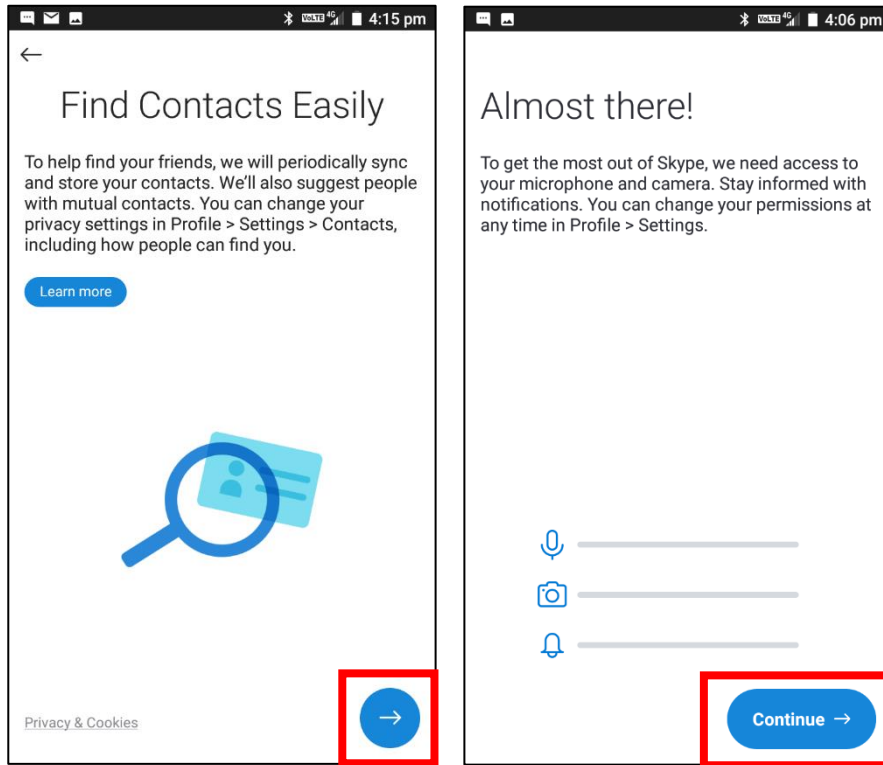 VoLTE 4G 4:15 pm
Find Contacts Easily
To help find your friends, we will periodically sync
and store your contacts. We'll also suggest people
with mutual contacts. You can change your
privacy settings in Profile > Settings > Contacts,
including how people can find you.
Learn more
Privacy & Cookies
VoLTE 4G 4:06 pm
Almost there!
To get the most out of Skype, we need access to
your microphone and camera. Stay informed with
notifications. You can change your permissions at
any time in Profile > Settings.
Continue →